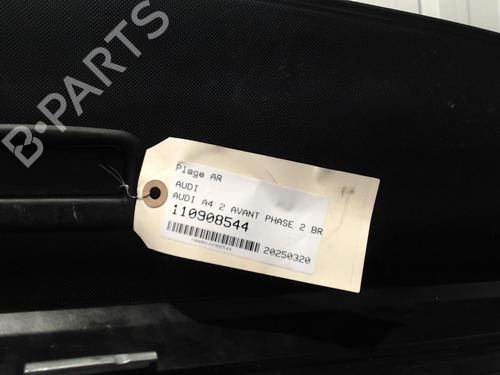 B-PARTS
Plage AR
AUDI
AUDI A4 2 AVANT PHASE 2 BR
110908544
20250320